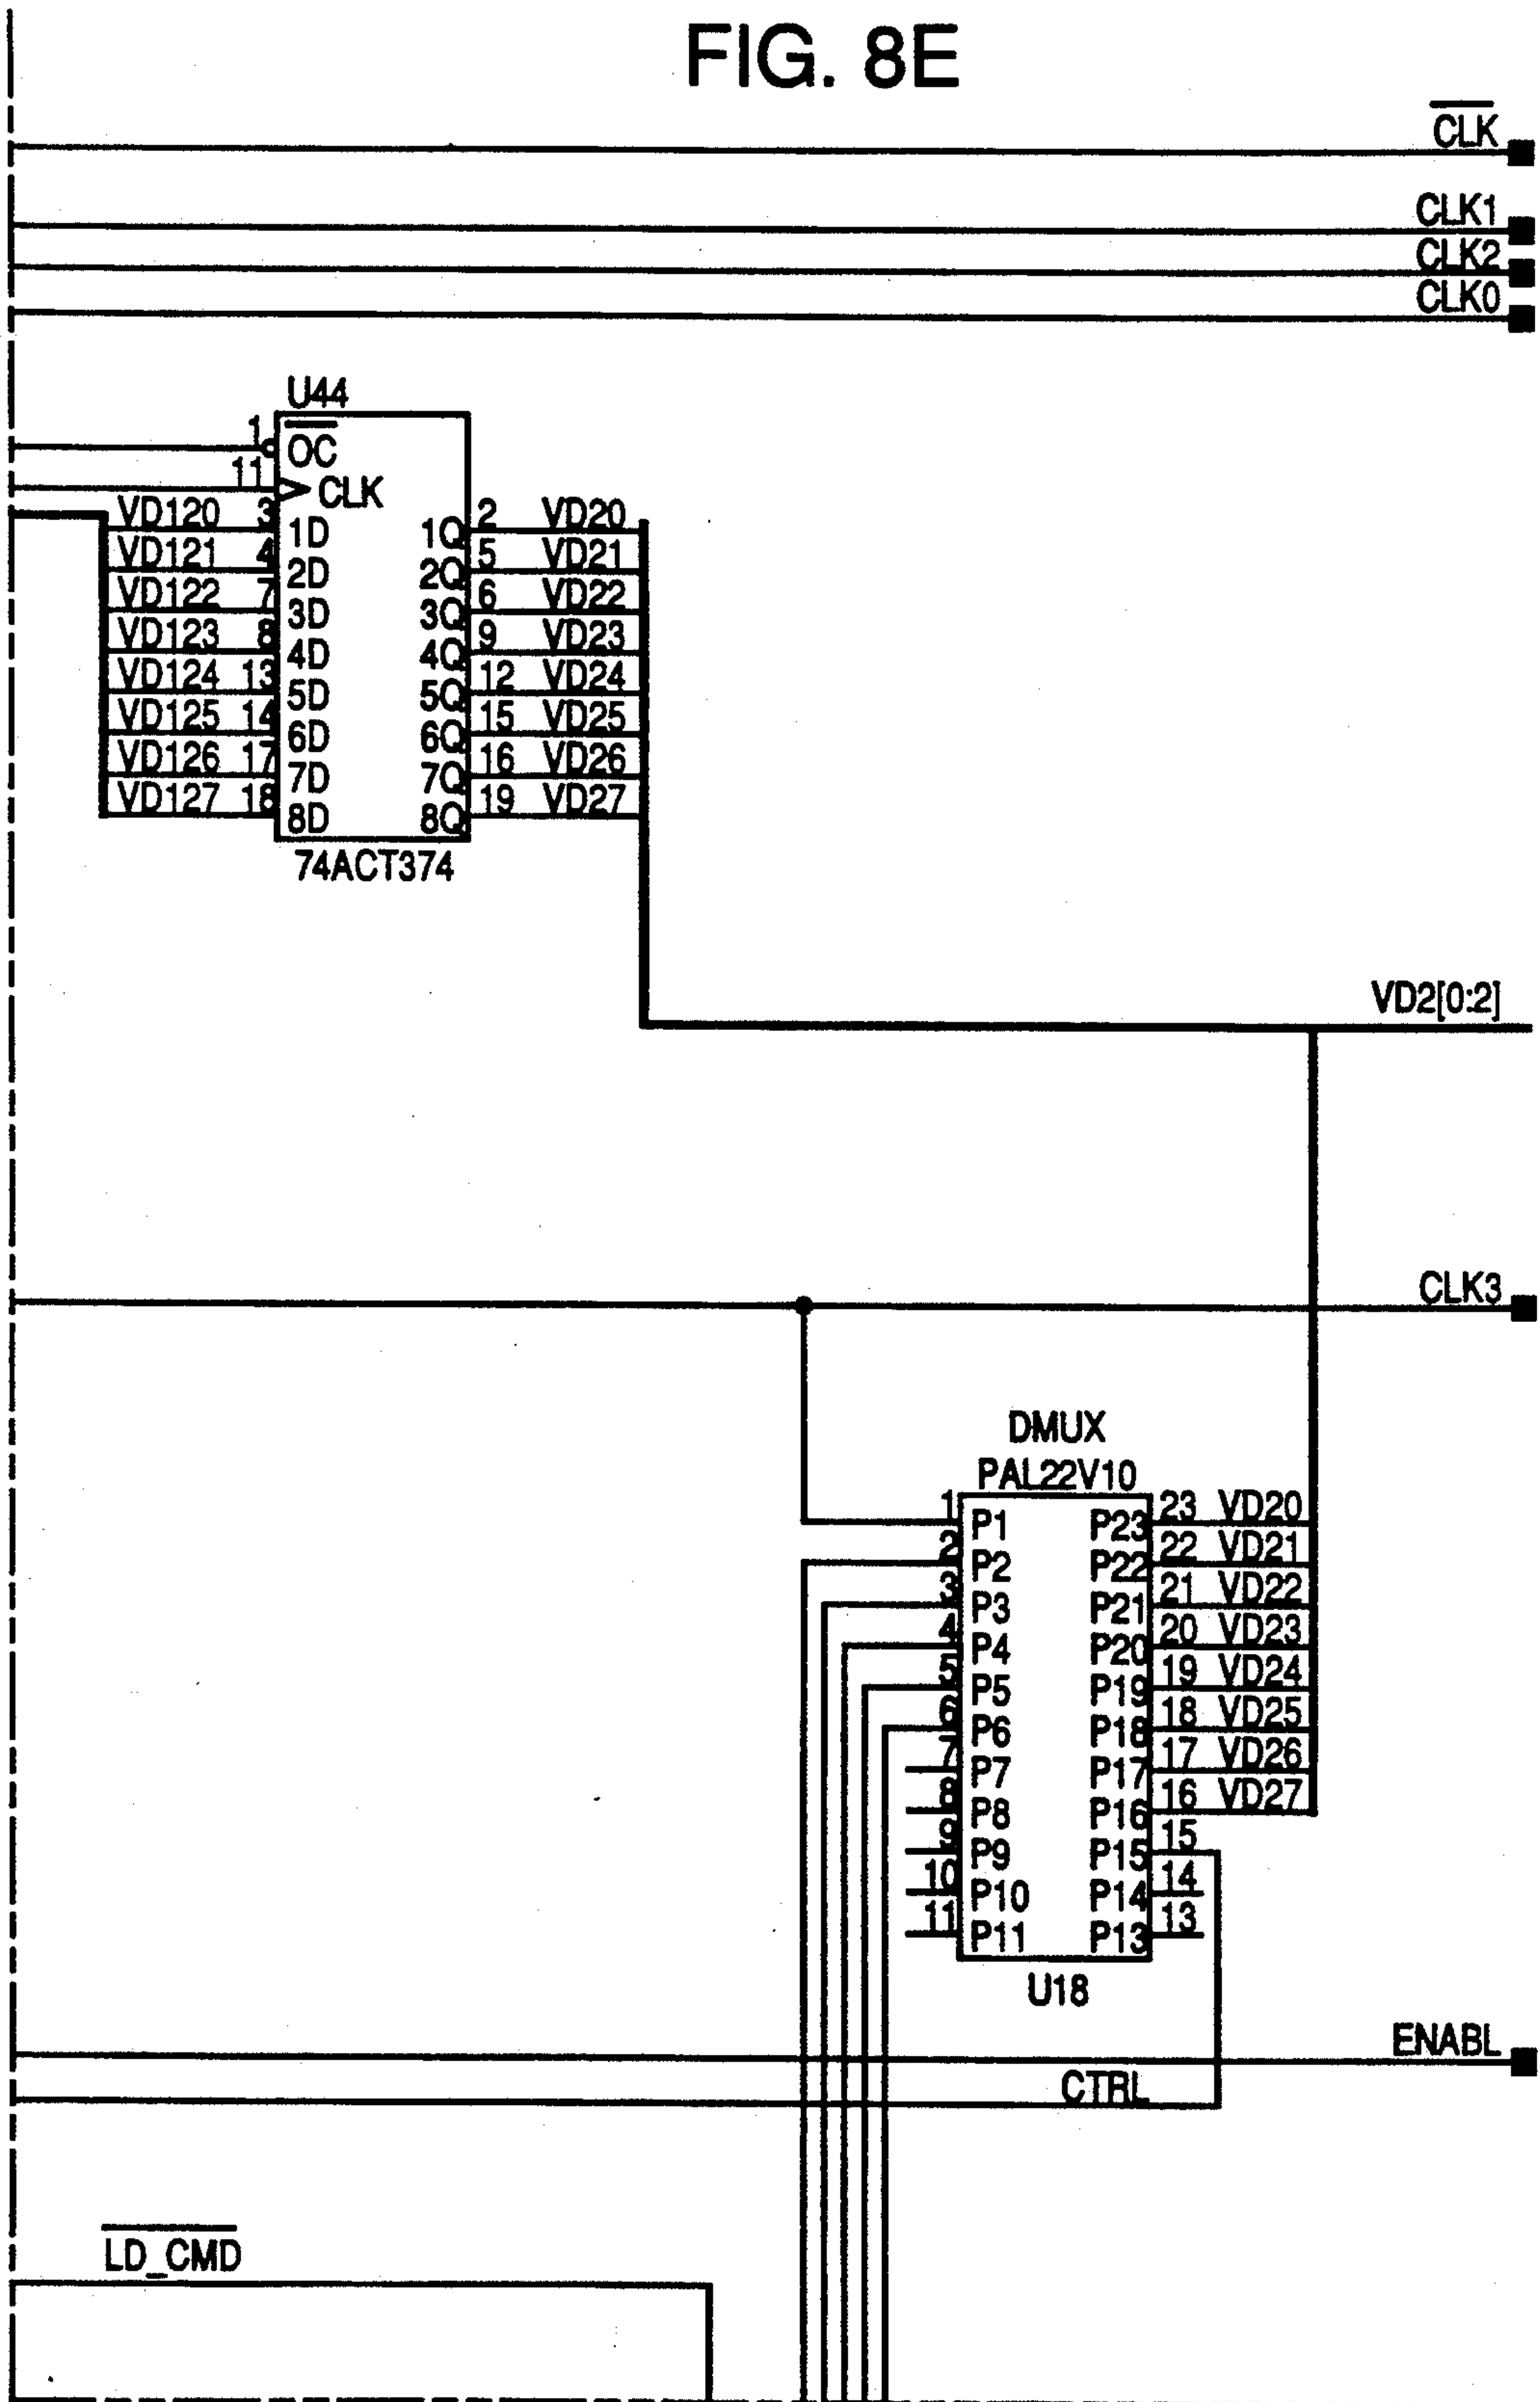 FIG. 8E
CLK
CLK1
CLK2
CLK0
U44
1 OC
11 CLK
VD120 3 1D 1Q 2 VD20
VD121 4 2D 2Q 5 VD21
VD122 7 3D 3Q 6 VD22
VD123 8 4D 4Q 9 VD23
VD124 13 5D 5Q 12 VD24
VD125 14 6D 6Q 15 VD25
VD126 17 7D 7Q 16 VD26
VD127 18 8D 8Q 19 VD27
74ACT374
VD2[0:2]
CLK3
DMUX
PAL22V10
1 P1 P23 23 VD20
2 P2 P22 22 VD21
3 P3 P21 21 VD22
4 P4 P20 20 VD23
5 P5 P19 19 VD24
6 P6 P18 18 VD25
7 P7 P17 17 VD26
8 P8 P16 16 VD27
9 P9 P15 15
10 P10 P14 14
11 P11 P13 13
U18
ENABL
CTRL
LD_CMD